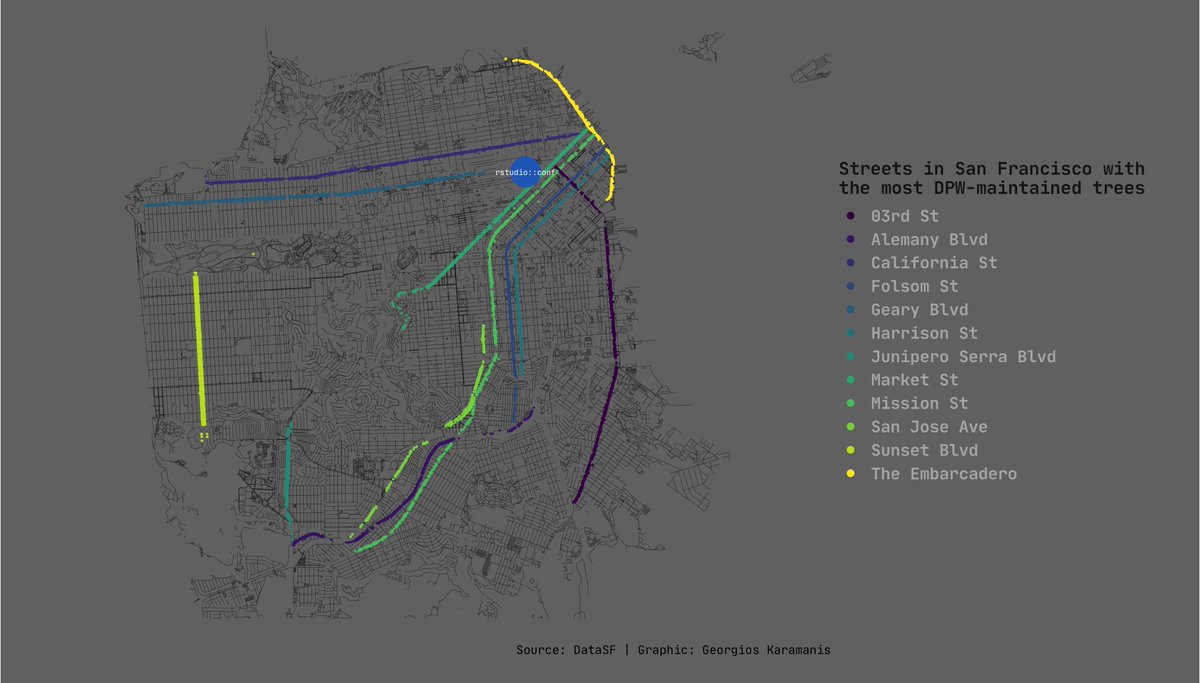 rstudio::conf
Streets in San Francisco with
the most DPW-maintained trees
03rd St
Alemany Blvd
California St
Folsom St
Geary Blvd
Harrison St
Junipero Serra Blvd
Market St
Mission St
San Jose Ave
Sunset Blvd
The Embarcadero
Source: DataSF | Graphic: Georgios Karamanis